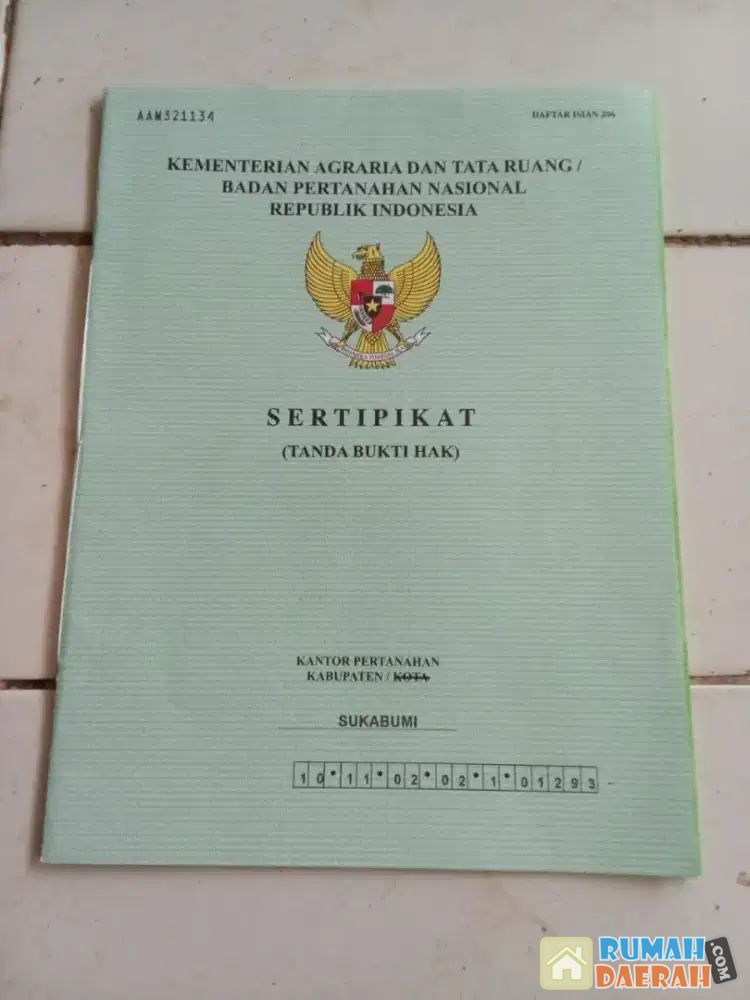 AAM321134
DAFTAR ISIAN 206
KEMENTERIAN AGRARIA DAN TATA RUANG /
BADAN PERTANAHAN NASIONAL
REPUBLIK INDONESIA
SERTIPIKAT
(TANDA BUKTI HAK)
KANTOR PERTANAHAN
KABUPATEN / KOTA
SUKABUMI
10•11•02•02•1•01293
RUMAH
DAERAH
.COM